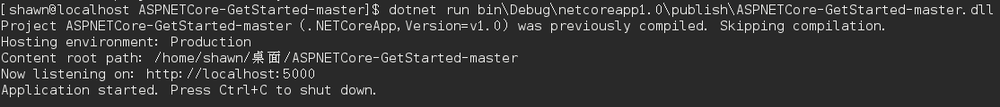 [shawn@localhost ASPNETCore-GetStarted-master]$ dotnet run bin\Debug\netcoreapp1.0\publish\ASPNETCore-GetStarted-master.dll
Project ASPNETCore-GetStarted-master (.NETCoreApp,Version=v1.0) was previously compiled. Skipping compilation.
Hosting environment: Production
Content root path: /home/shawn/桌面/ASPNETCore-GetStarted-master
Now listening on: http://localhost:5000
Application started. Press Ctrl+C to shut down.